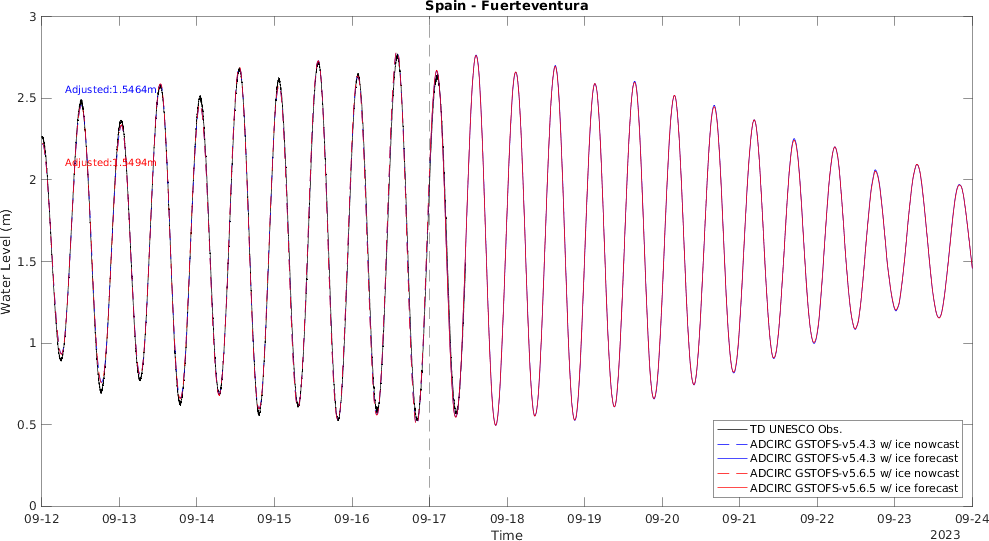 Spain - Fuerteventura
3
2.5
2
1.5
1
0.5
0
Water Level (m)
Adjusted:1.5464m
Adjusted:1.5494m
TD UNESCO Obs.
ADCIRC GSTOFS-v5.4.3 w/ ice nowcast
ADCIRC GSTOFS-v5.4.3 w/ ice forecast
ADCIRC GSTOFS-v5.6.5 w/ ice nowcast
ADCIRC GSTOFS-v5.6.5 w/ ice forecast
09-12 09-13 09-14 09-15 09-16 09-17 09-18 09-19 09-20 09-21 09-22 09-23 09-24
Time
2023